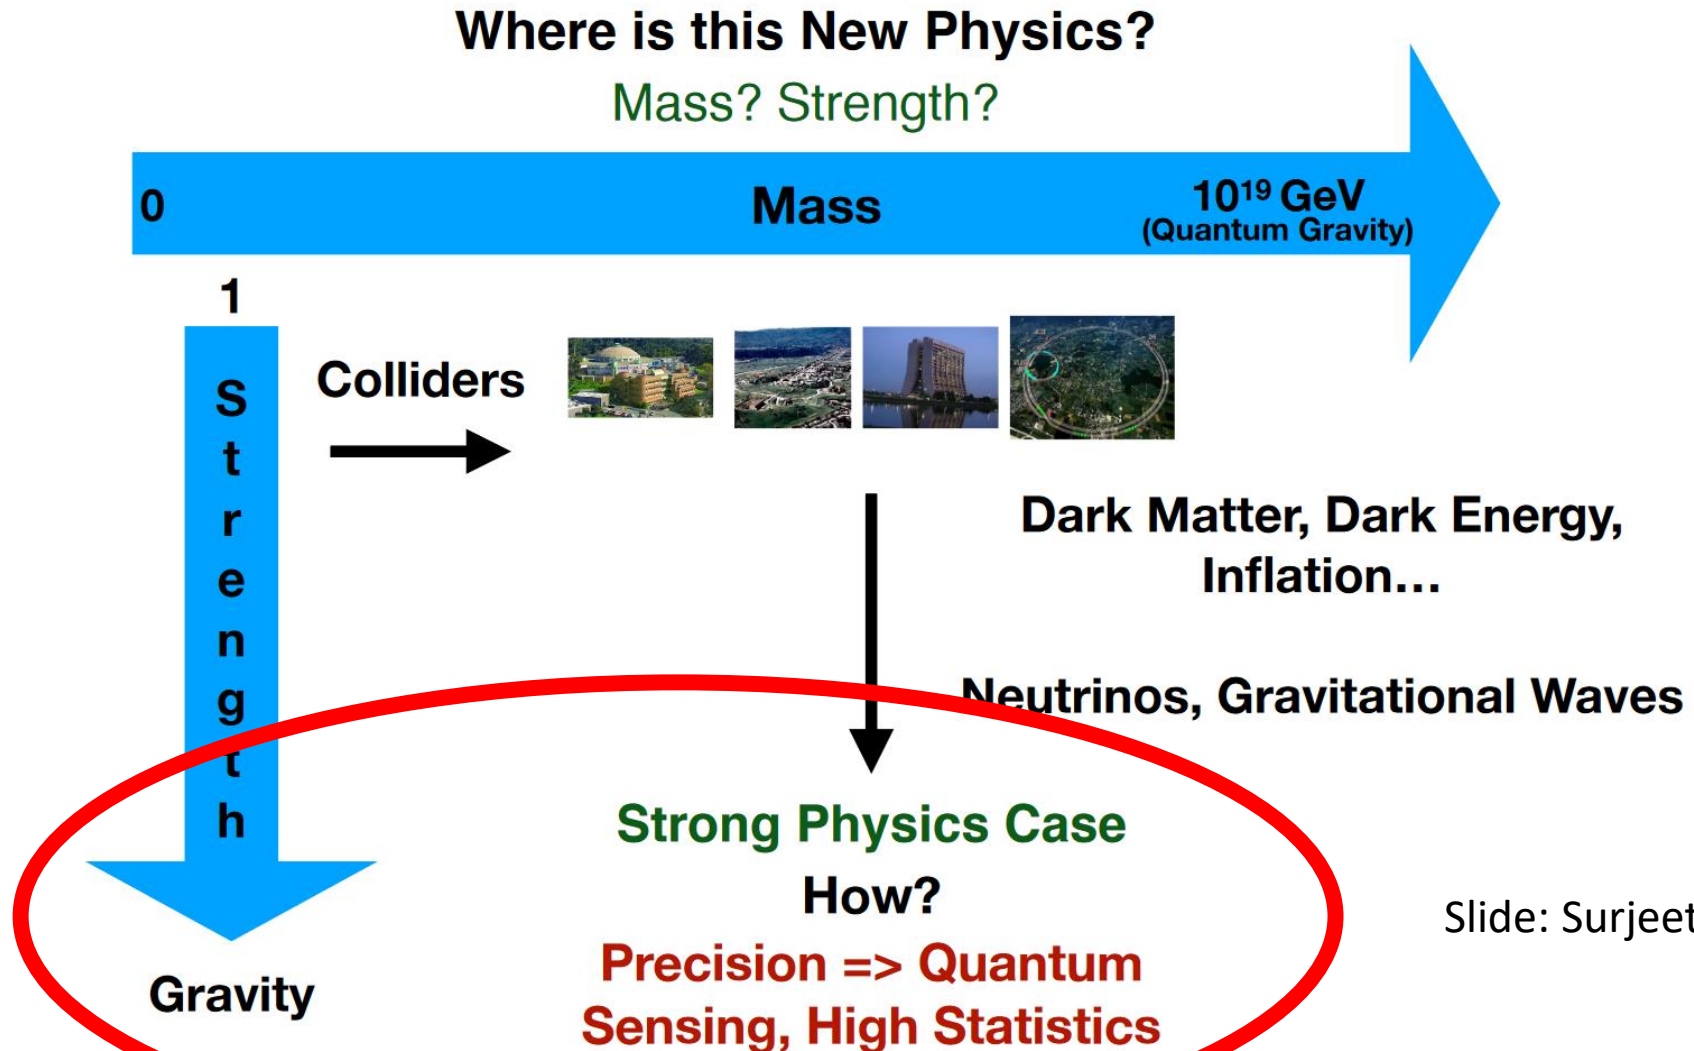 Where is this New Physics?
Mass? Strength?
0
Mass
10¹⁹ GeV
(Quantum Gravity)
1
Strength
Colliders
Dark Matter, Dark Energy,
Inflation...
Neutrinos, Gravitational Waves
Strong Physics Case
How?
Precision => Quantum
Sensing, High Statistics
Gravity
Slide: Surjeet